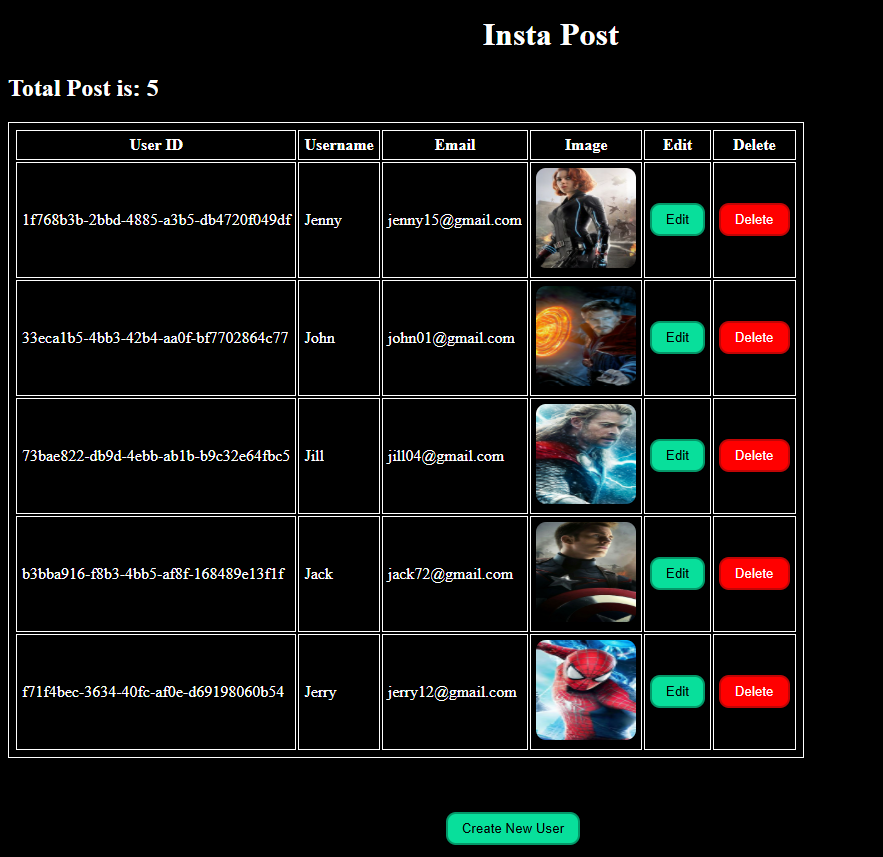 Insta Post
Total Post is: 5
User ID Username Email Image Edit Delete
1f768b3b-2bbd-4885-a3b5-db4720f049df Jenny jenny15@gmail.com Edit Delete
33eca1b5-4bb3-42b4-aa0f-bf7702864c77 John john01@gmail.com Edit Delete
73bae822-db9d-4ebb-ab1b-b9c32e64fbc5 Jill jill04@gmail.com Edit Delete
b3bba916-f8b3-4bb5-af8f-168489e13f1f Jack jack72@gmail.com Edit Delete
f71f4bec-3634-40fc-af0e-d69198060b54 Jerry jerry12@gmail.com Edit Delete
Create New User